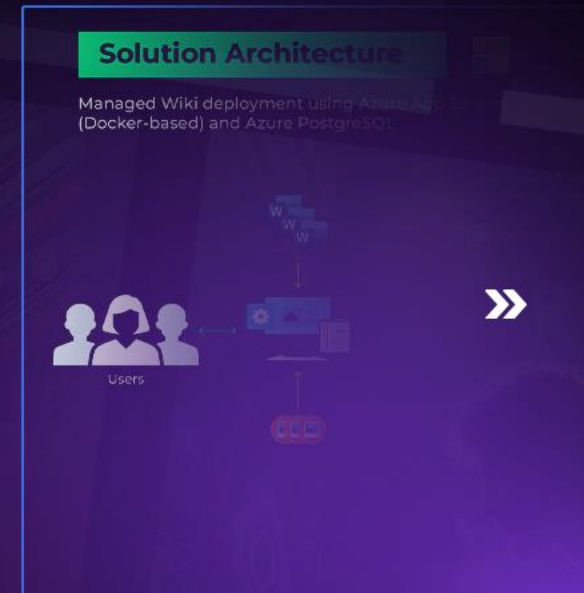 Solution Architecture
Managed Wiki deployment using Azure App
(Docker-based) and Azure PostgreSQL
W
W
W
Users